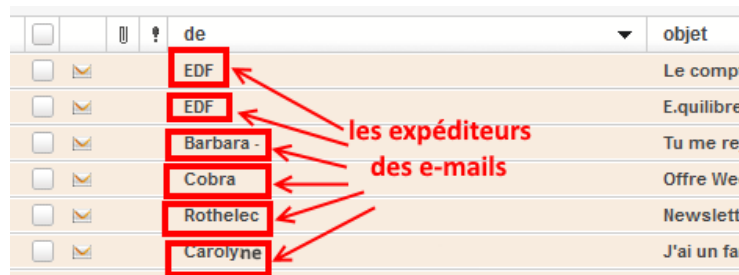 de objet
EDF Le comp
EDF E.quilibre
les expéditeurs
Barbara - Tu me re
des e-mails
Cobra Offre We
Rothelec Newslett
Carolyne J'ai un fa